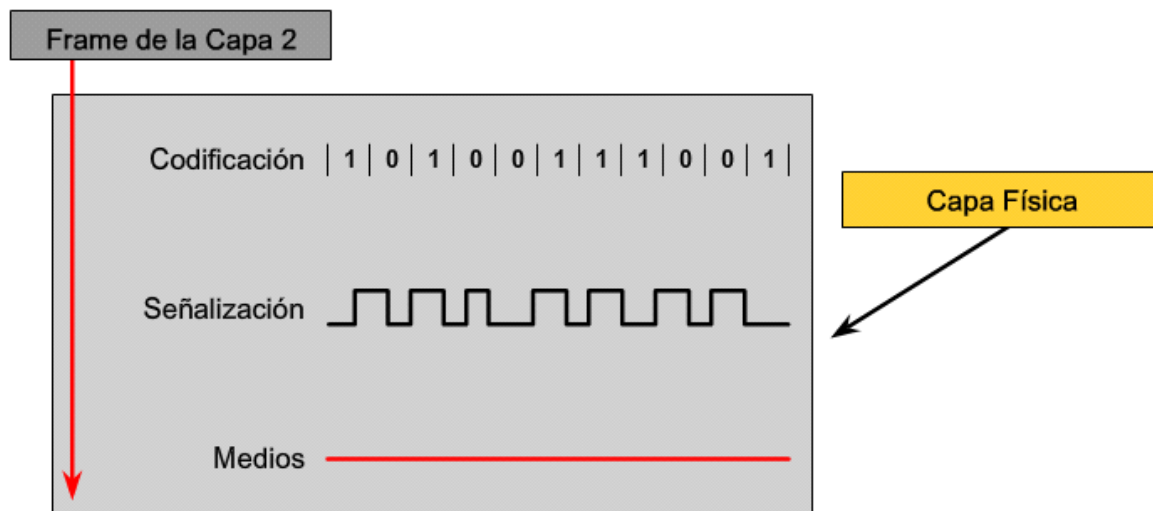 Frame de la Capa 2
Codificación | 1 | 0 | 1 | 0 | 0 | 1 | 1 | 1 | 0 | 0 | 1 |
Capa Física
Señalización
Medios